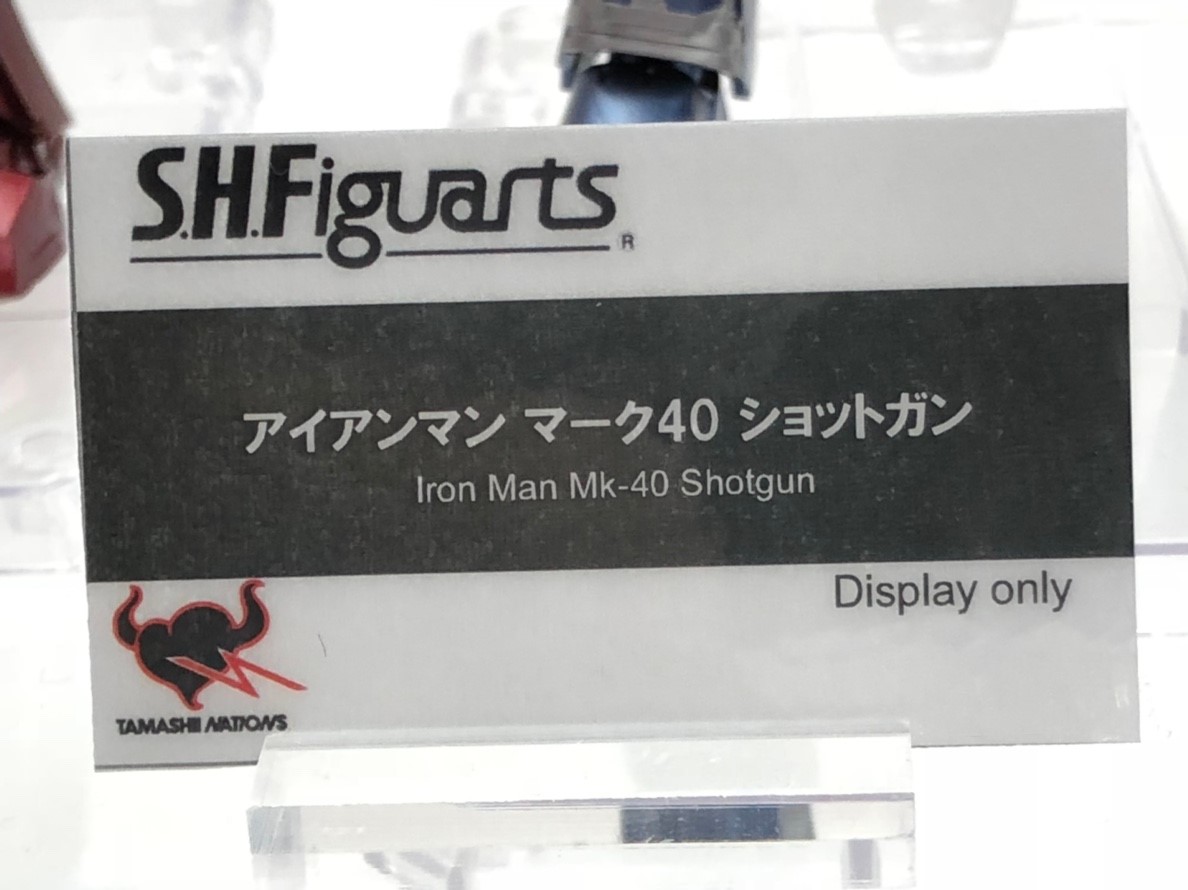 S.H.Figuarts®
アイアンマン マーク40 ショットガン
Iron Man Mk-40 Shotgun
Display only
TAMASHII NATIONS